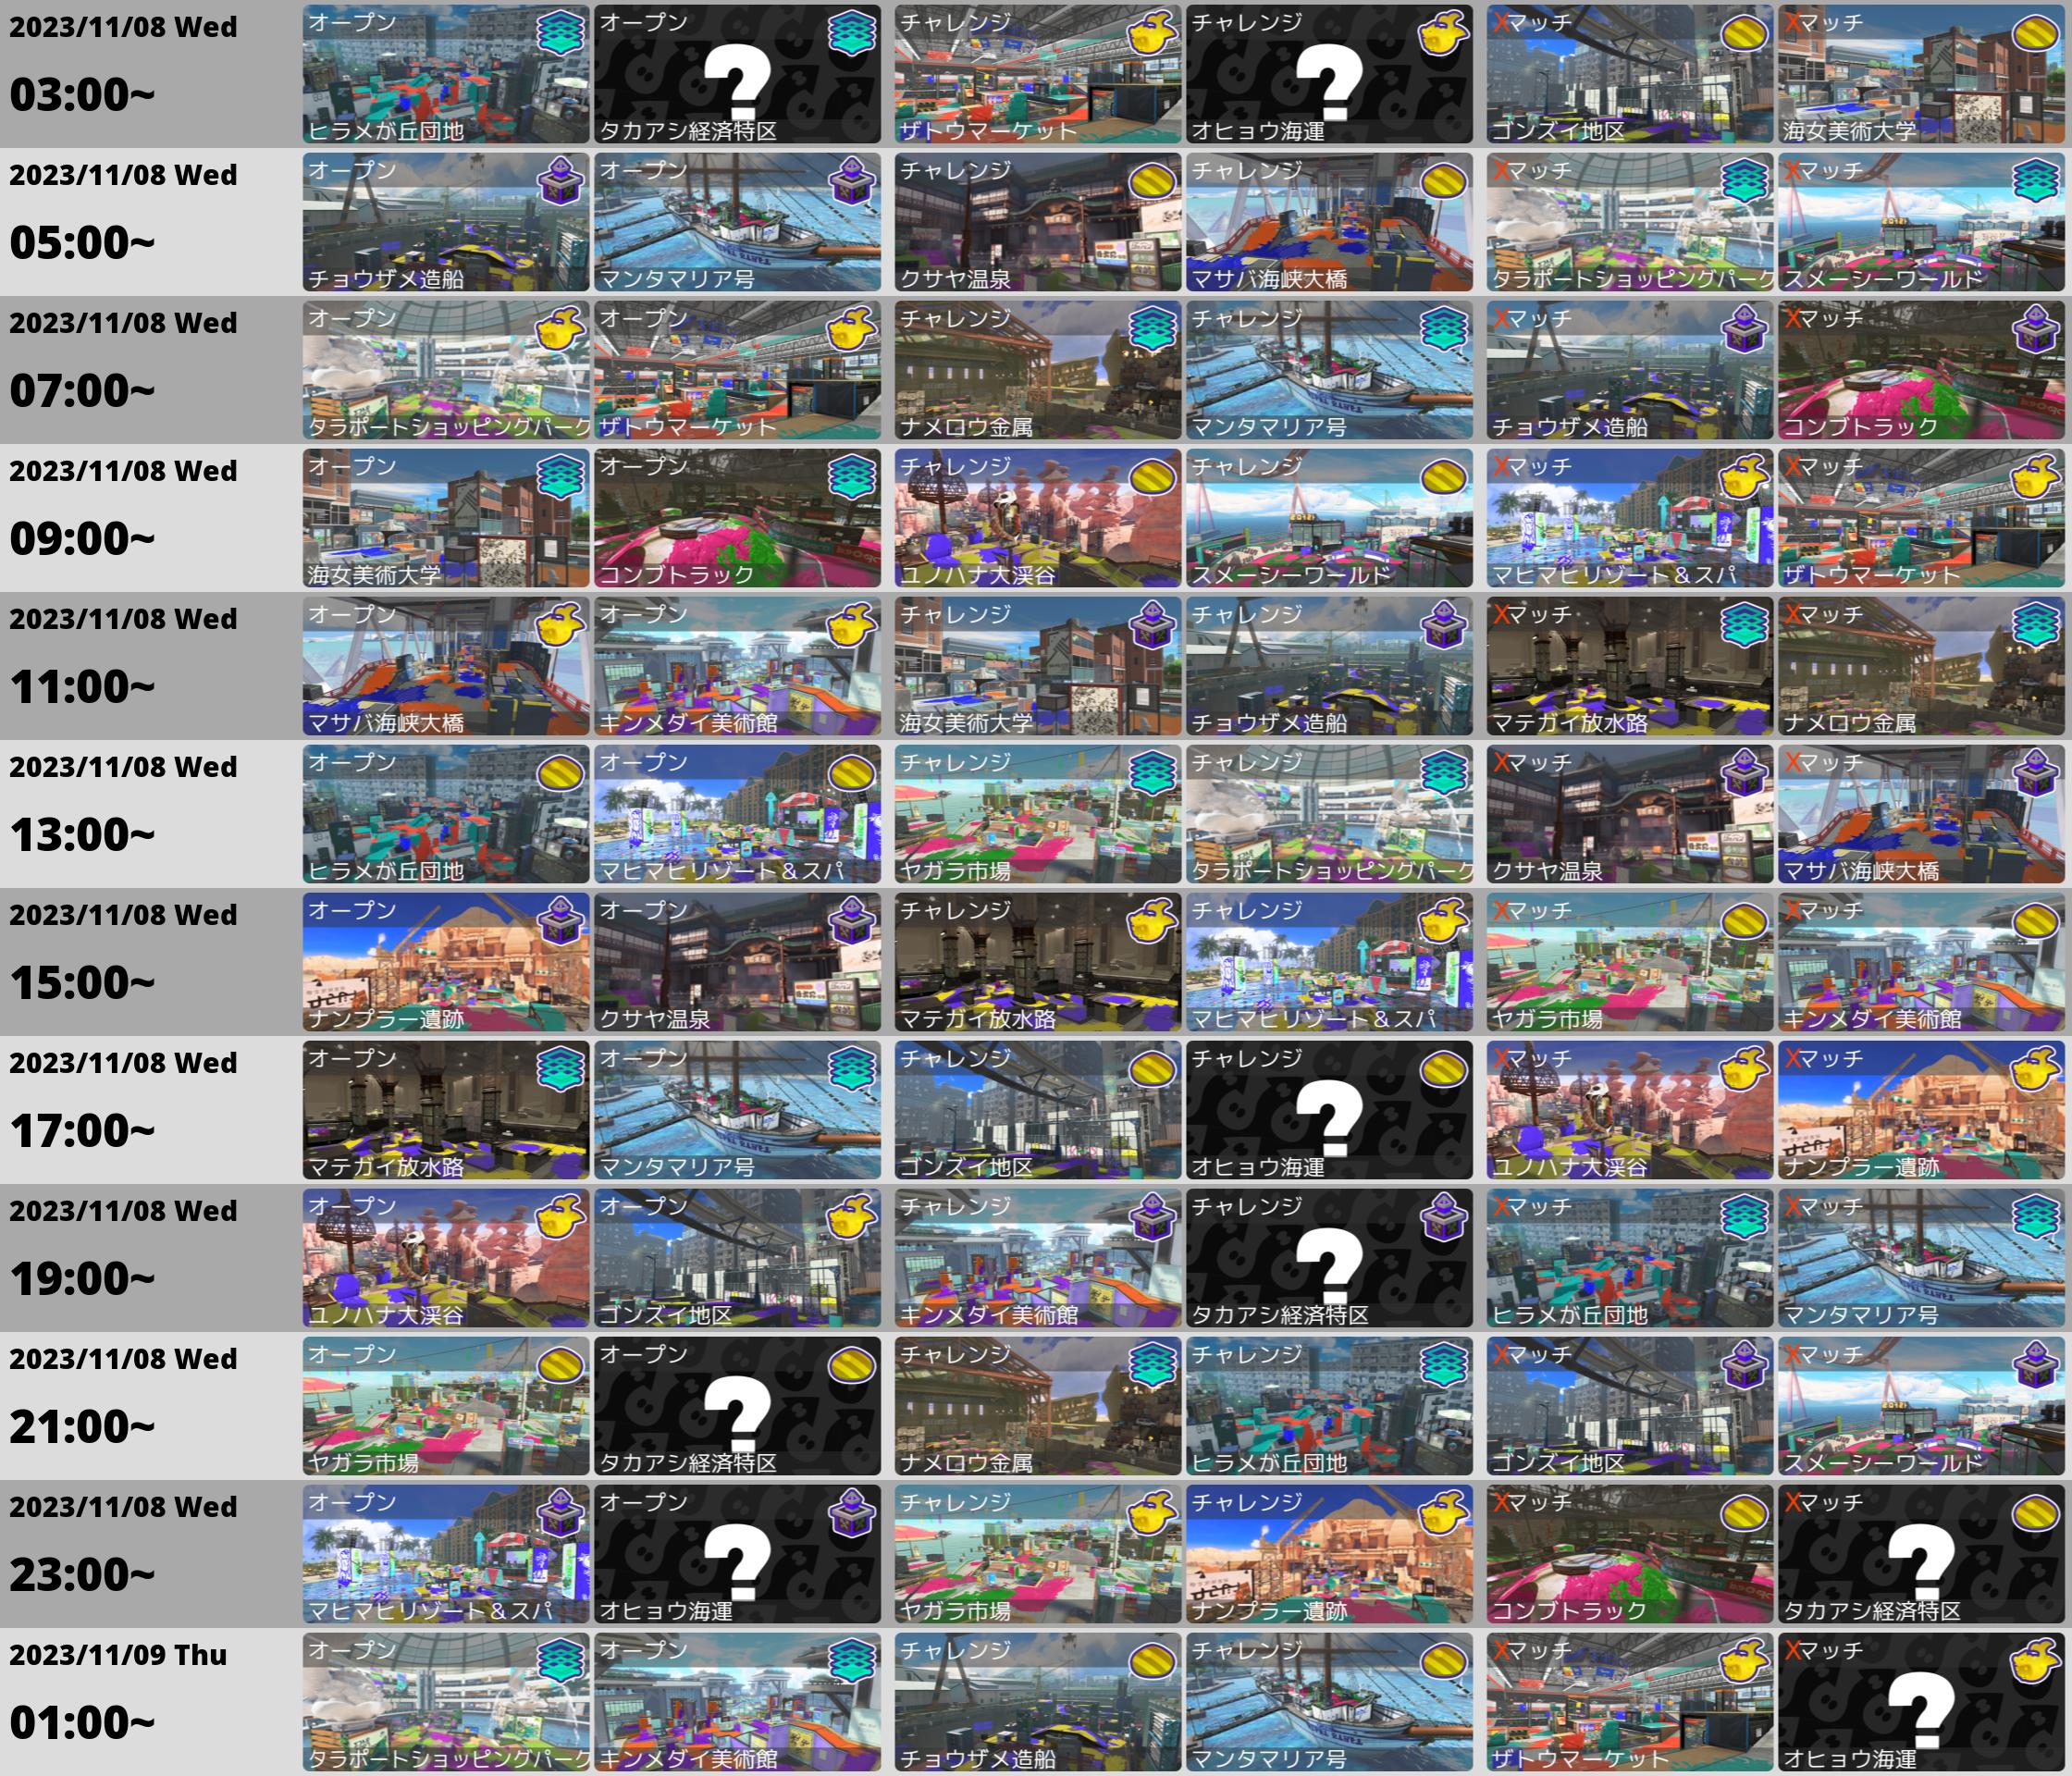 2023/11/08 Wed
03:00~
オープン オープン チャレンジ チャレンジ Xマッチ Xマッチ
ヒラメが丘団地 タカアシ経済特区 ザトウマーケット オヒョウ海運 ゴンズイ地区 海女美術大学
2023/11/08 Wed
05:00~
オープン オープン チャレンジ チャレンジ Xマッチ Xマッチ
チョウザメ造船 マンタマリア号 クサヤ温泉 マサバ海峡大橋 タラポートショッピングパーク スメーシーワールド
2023/11/08 Wed
07:00~
オープン オープン チャレンジ チャレンジ Xマッチ Xマッチ
タラポートショッピングパーク ザトウマーケット ナメロウ金属 マンタマリア号 チョウザメ造船 コンブトラック
2023/11/08 Wed
09:00~
オープン オープン チャレンジ チャレンジ Xマッチ Xマッチ
海女美術大学 コンブトラック ユノハナ大渓谷 スメーシーワールド マヒマヒリゾート＆スパ ザトウマーケット
2023/11/08 Wed
11:00~
オープン オープン チャレンジ チャレンジ Xマッチ Xマッチ
マサバ海峡大橋 キンメダイ美術館 海女美術大学 チョウザメ造船 マテガイ放水路 ナメロウ金属
2023/11/08 Wed
13:00~
オープン オープン チャレンジ チャレンジ Xマッチ Xマッチ
ヒラメが丘団地 マヒマヒリゾート＆スパ ヤガラ市場 タラポートショッピングパーク クサヤ温泉 マサバ海峡大橋
2023/11/08 Wed
15:00~
オープン オープン チャレンジ チャレンジ Xマッチ Xマッチ
ナンプラー遺跡 クサヤ温泉 マテガイ放水路 マヒマヒリゾート＆スパ ヤガラ市場 キンメダイ美術館
2023/11/08 Wed
17:00~
オープン オープン チャレンジ チャレンジ Xマッチ Xマッチ
マテガイ放水路 マンタマリア号 ゴンズイ地区 オヒョウ海運 ユノハナ大渓谷 ナンプラー遺跡
2023/11/08 Wed
19:00~
オープン オープン チャレンジ チャレンジ Xマッチ Xマッチ
ユノハナ大渓谷 ゴンズイ地区 キンメダイ美術館 タカアシ経済特区 ヒラメが丘団地 マンタマリア号
2023/11/08 Wed
21:00~
オープン オープン チャレンジ チャレンジ Xマッチ Xマッチ
ヤガラ市場 タカアシ経済特区 ナメロウ金属 ヒラメが丘団地 ゴンズイ地区 スメーシーワールド
2023/11/08 Wed
23:00~
オープン オープン チャレンジ チャレンジ Xマッチ Xマッチ
マヒマヒリゾート＆スパ オヒョウ海運 ヤガラ市場 ナンプラー遺跡 コンブトラック タカアシ経済特区
2023/11/09 Thu
01:00~
オープン オープン チャレンジ チャレンジ Xマッチ Xマッチ
タラポートショッピングパーク キンメダイ美術館 チョウザメ造船 マンタマリア号 ザトウマーケット オヒョウ海運